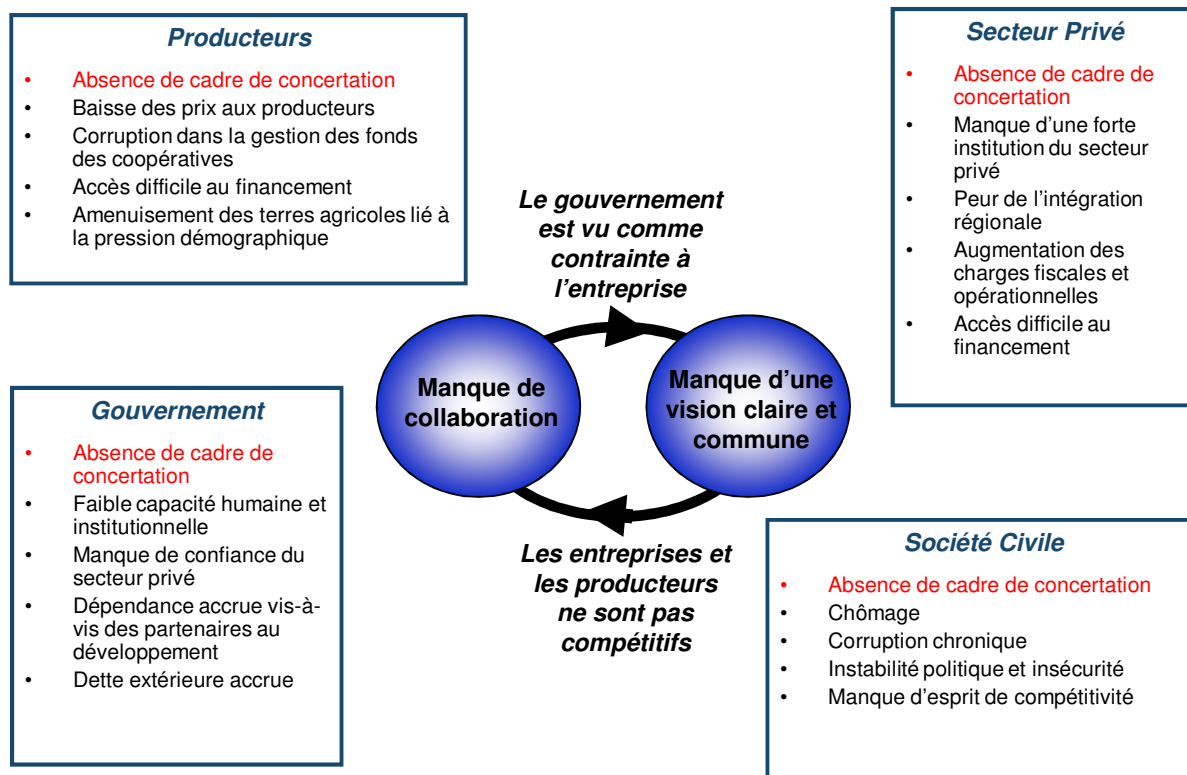 Producteurs
• Absence de cadre de concertation
• Baisse des prix aux producteurs
• Corruption dans la gestion des fonds
des coopératives
• Accès difficile au financement
• Amenuisement des terres agricoles lié à
la pression démographique
Secteur Privé
• Absence de cadre de
concertation
• Manque d’une forte
institution du secteur
privé
• Peur de l’intégration
régionale
• Augmentation des
charges fiscales et
opérationnelles
• Accès difficile au
financement
Le gouvernement
est vu comme
contrainte à
l’entreprise
Manque de
collaboration
Manque d’une
vision claire et
commune
Les entreprises et
les producteurs
ne sont pas
compétitifs
Gouvernement
• Absence de cadre de
concertation
• Faible capacité humaine et
institutionnelle
• Manque de confiance du
secteur privé
• Dépendance accrue vis-à-
vis des partenaires au
développement
• Dette extérieure accrue
Société Civile
• Absence de cadre de concertation
• Chômage
• Corruption chronique
• Instabilité politique et insécurité
• Manque d’esprit de compétitivité